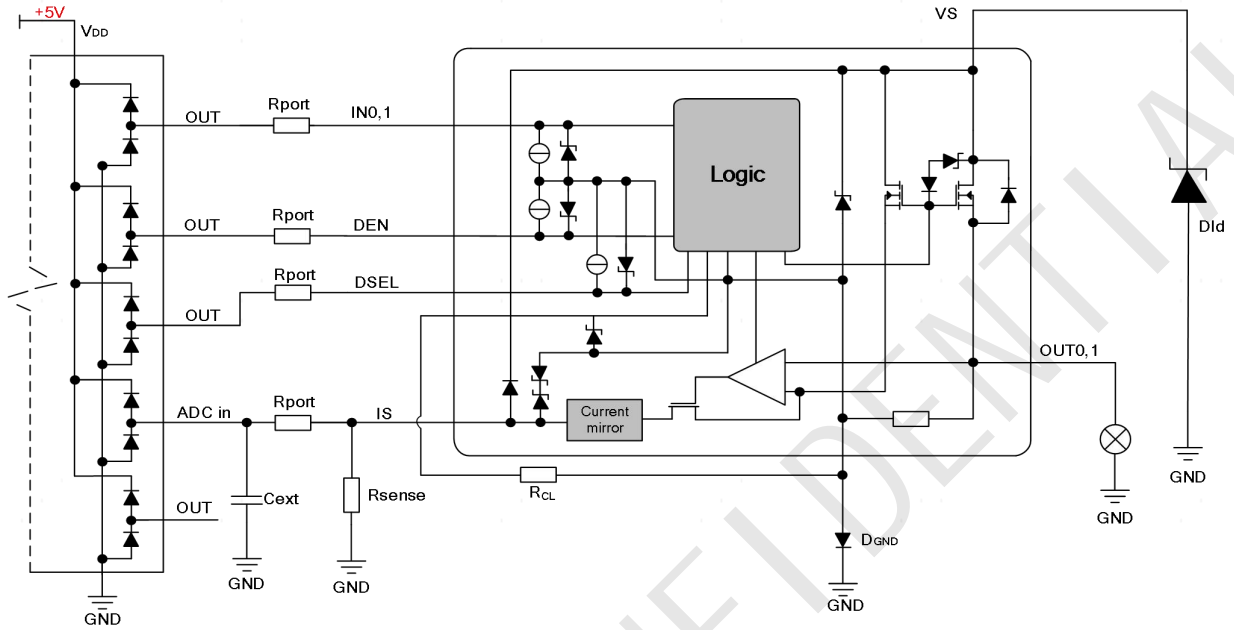 +5V
VDD
VS
OUT
Rport
IN0,1
Logic
OUT
Rport
DEN
Dld
Rport
DSEL
OUT
OUT0,1
ADC in
Rport
IS
Current
mirror
Cext
Rsense
RCL
OUT
DGND
GND
GND
GND
GND
GND
GND